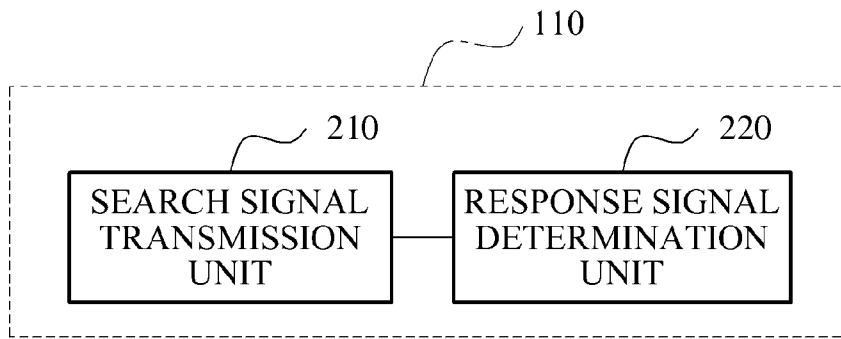 110
210
220
SEARCH SIGNAL
TRANSMISSION
UNIT
RESPONSE SIGNAL
DETERMINATION
UNIT